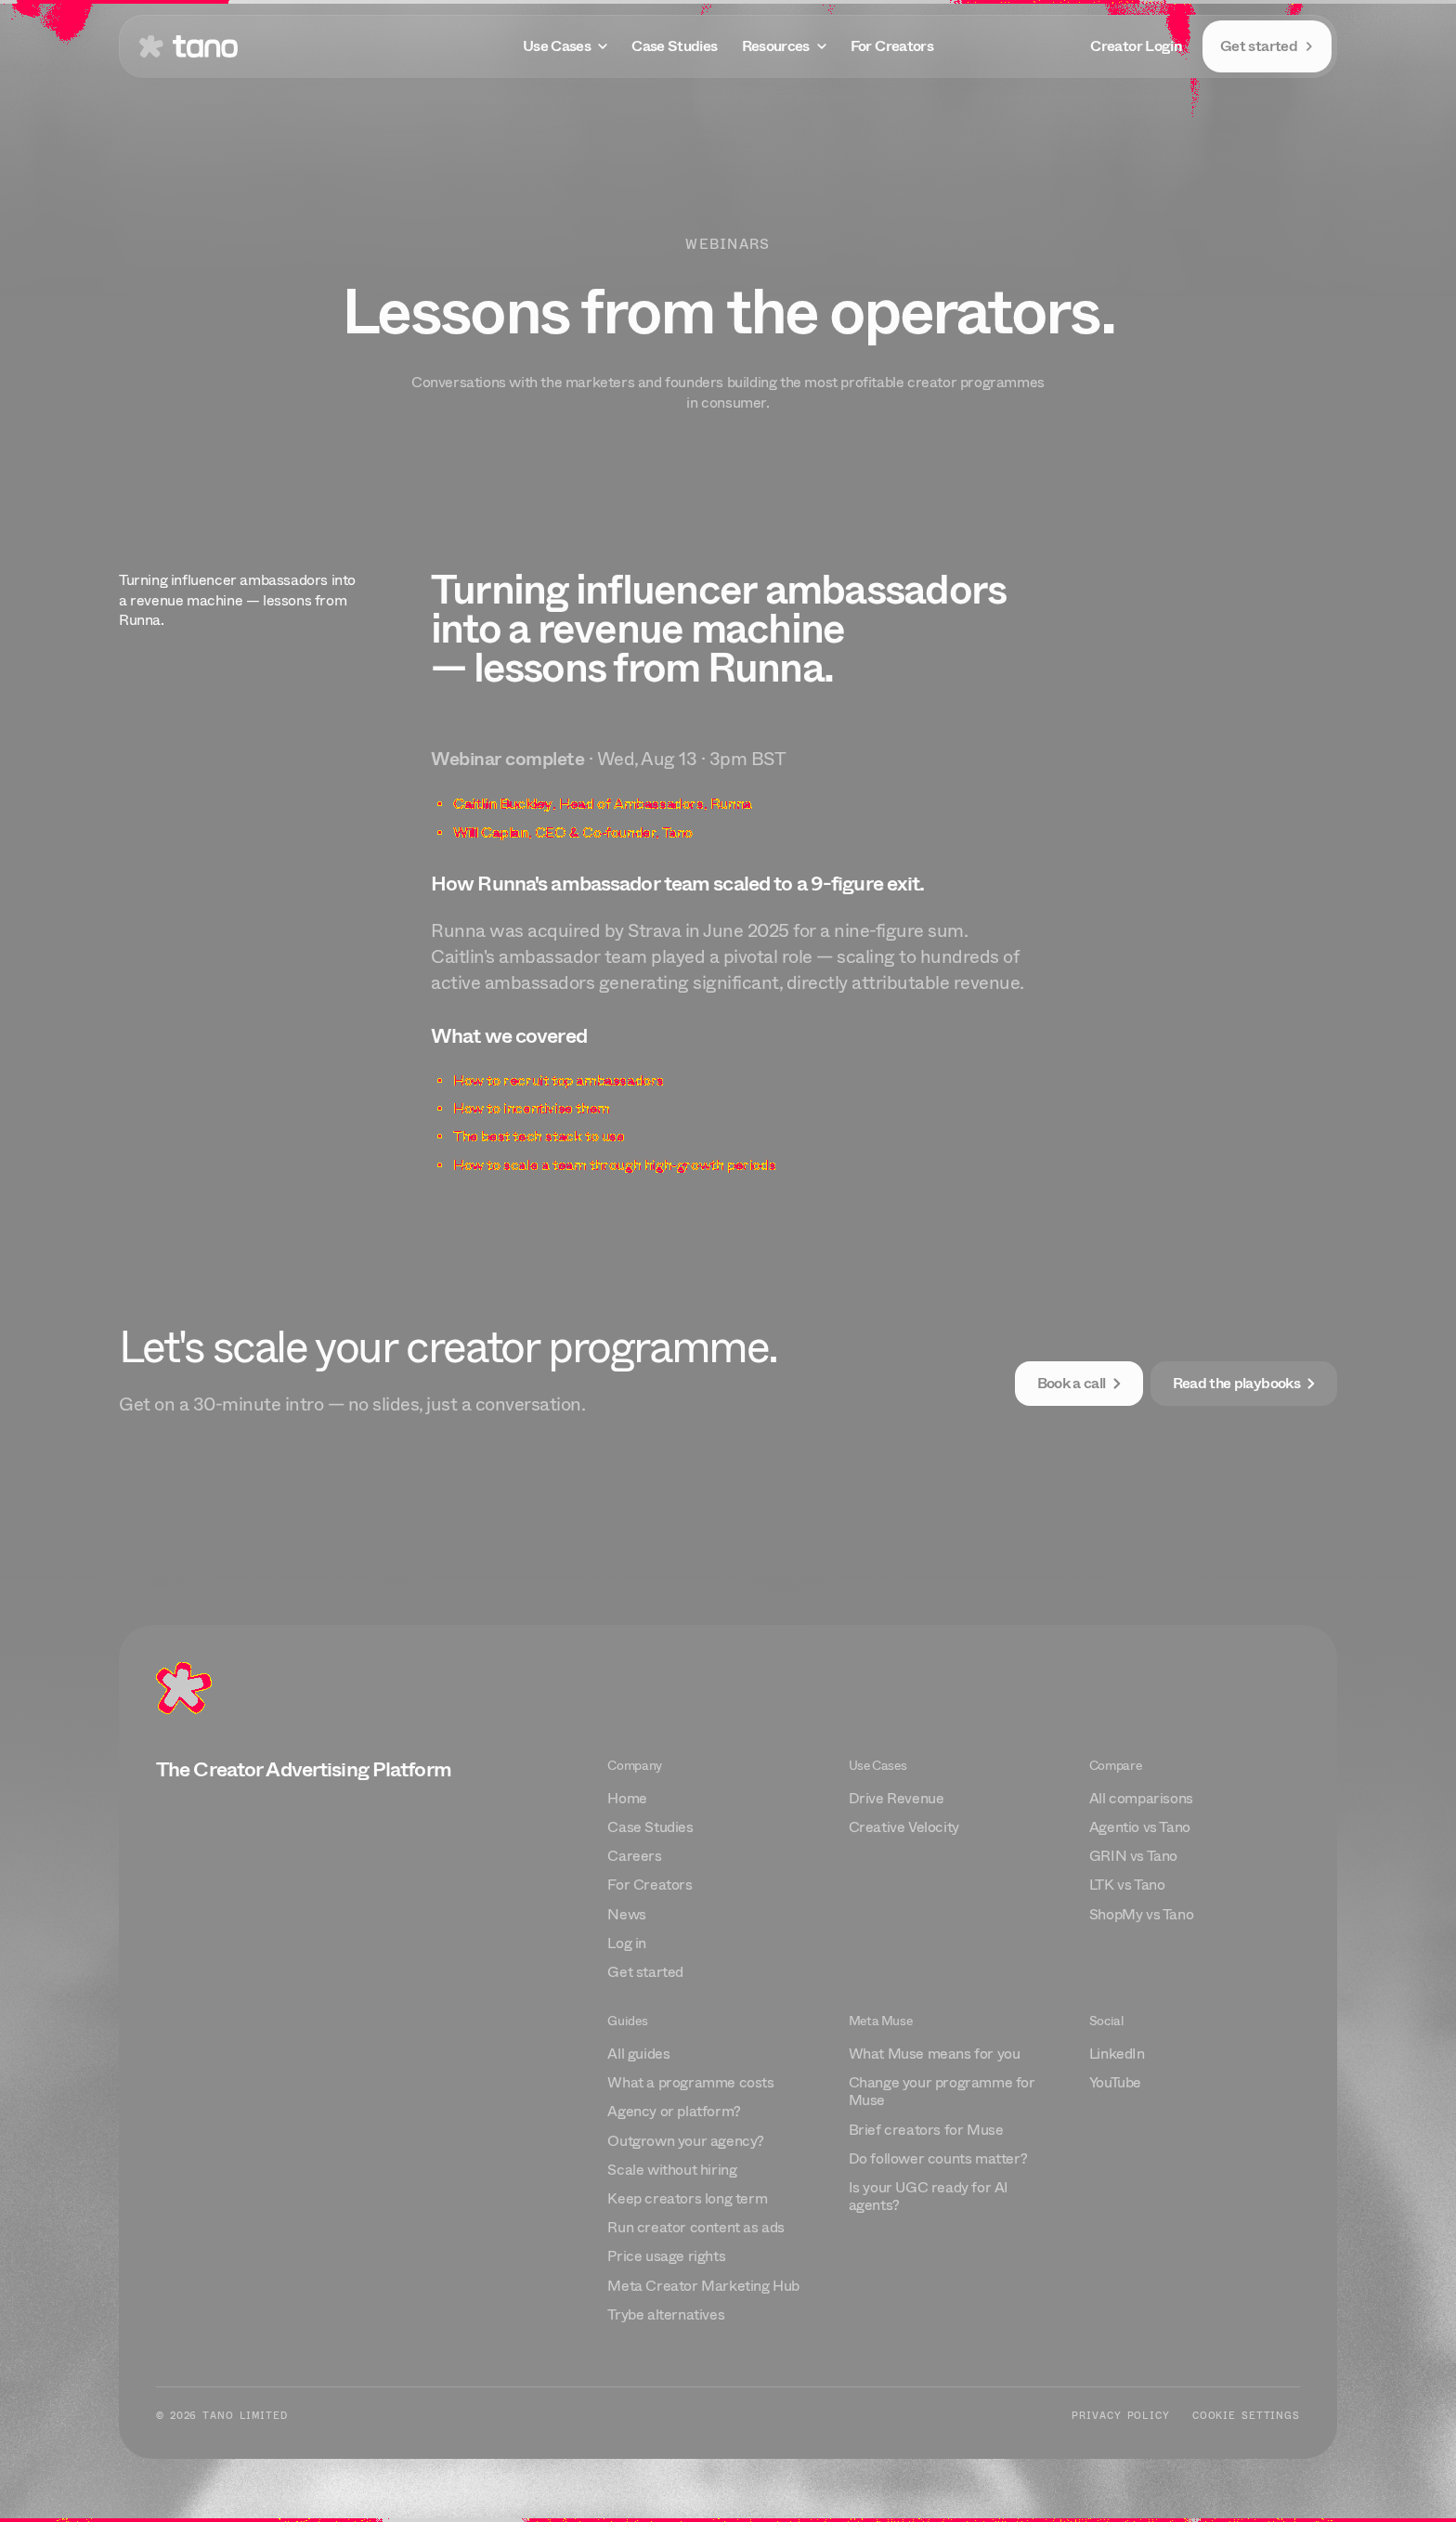 tano
Use Cases
Case Studies
Resources
For Creators
Creator Login
Get started
WEBINARS
Lessons from the operators.
Conversations with the marketers and founders building the most profitable creator programmes
in consumer.
Turning influencer ambassadors into
a revenue machine — lessons from
Runna.
Turning influencer ambassadors
into a revenue machine
— lessons from Runna.
Webinar complete · Wed, Aug 13 · 3pm BST
Caitlin Buckley, Head of Ambassadors, Runna
Will Caplain, CEO & Co-founder, Tano
How Runna's ambassador team scaled to a 9-figure exit.
Runna was acquired by Strava in June 2025 for a nine-figure sum.
Caitlin's ambassador team played a pivotal role — scaling to hundreds of
active ambassadors generating significant, directly attributable revenue.
What we covered
How to recruit top ambassadors
How to incentivise them
The best tech stack to use
How to scale a team through high-growth periods
Let's scale your creator programme.
Get on a 30-minute intro — no slides, just a conversation.
Book a call
Read the playbooks
The Creator Advertising Platform
Company
Home
Case Studies
Careers
For Creators
News
Log in
Get started
Use Cases
Drive Revenue
Creative Velocity
Compare
All comparisons
Agentio vs Tano
GRIN vs Tano
LTK vs Tano
ShopMy vs Tano
Guides
All guides
What a programme costs
Agency or platform?
Outgrown your agency?
Scale without hiring
Keep creators long term
Run creator content as ads
Price usage rights
Meta Creator Marketing Hub
Trybe alternatives
Meta Muse
What Muse means for you
Change your programme for
Muse
Brief creators for Muse
Do follower counts matter?
Is your UGC ready for AI
agents?
Social
LinkedIn
YouTube
© 2026 TANO LIMITED
PRIVACY POLICY
COOKIE SETTINGS